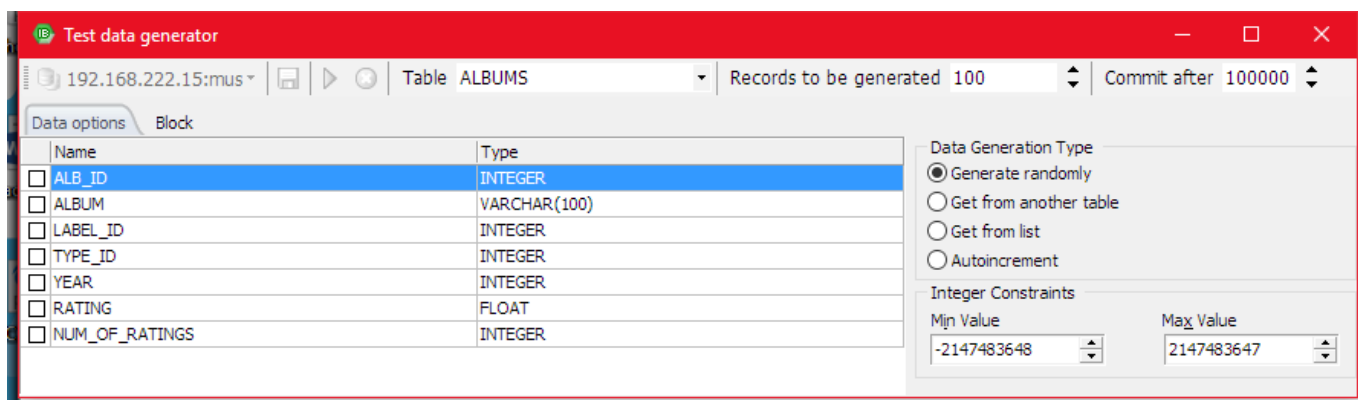 IB Test data generator
192.168.222.15:mus Table ALBUMS Records to be generated 100 Commit after 100000
Data options Block
Name Type
ALB_ID INTEGER
ALBUM VARCHAR(100)
LABEL_ID INTEGER
TYPE_ID INTEGER
YEAR INTEGER
RATING FLOAT
NUM_OF_RATINGS INTEGER
Data Generation Type
Generate randomly
Get from another table
Get from list
Autoincrement
Integer Constraints
Min Value Max Value
-2147483648 2147483647